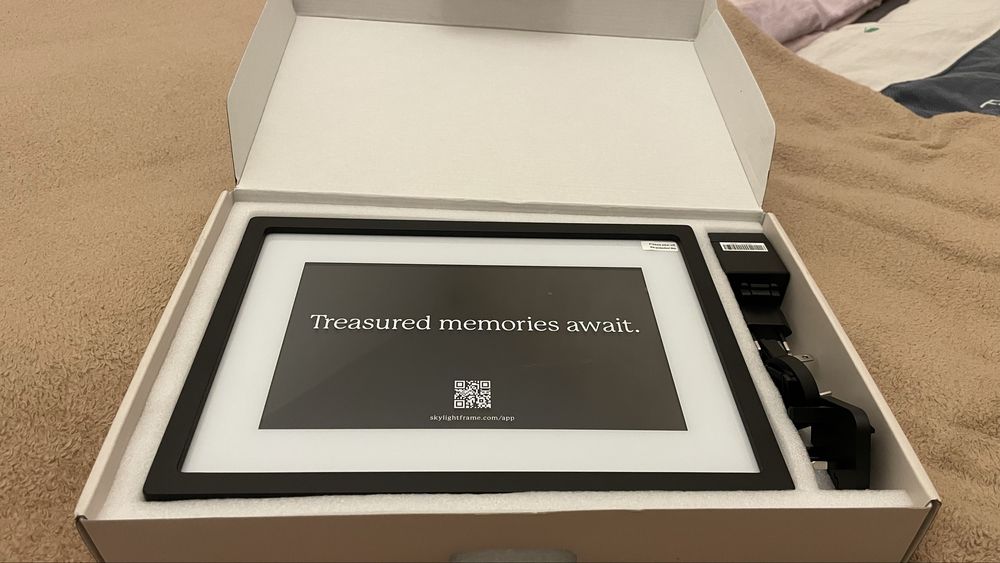 Treasured memories await.
skylightframe.com/app